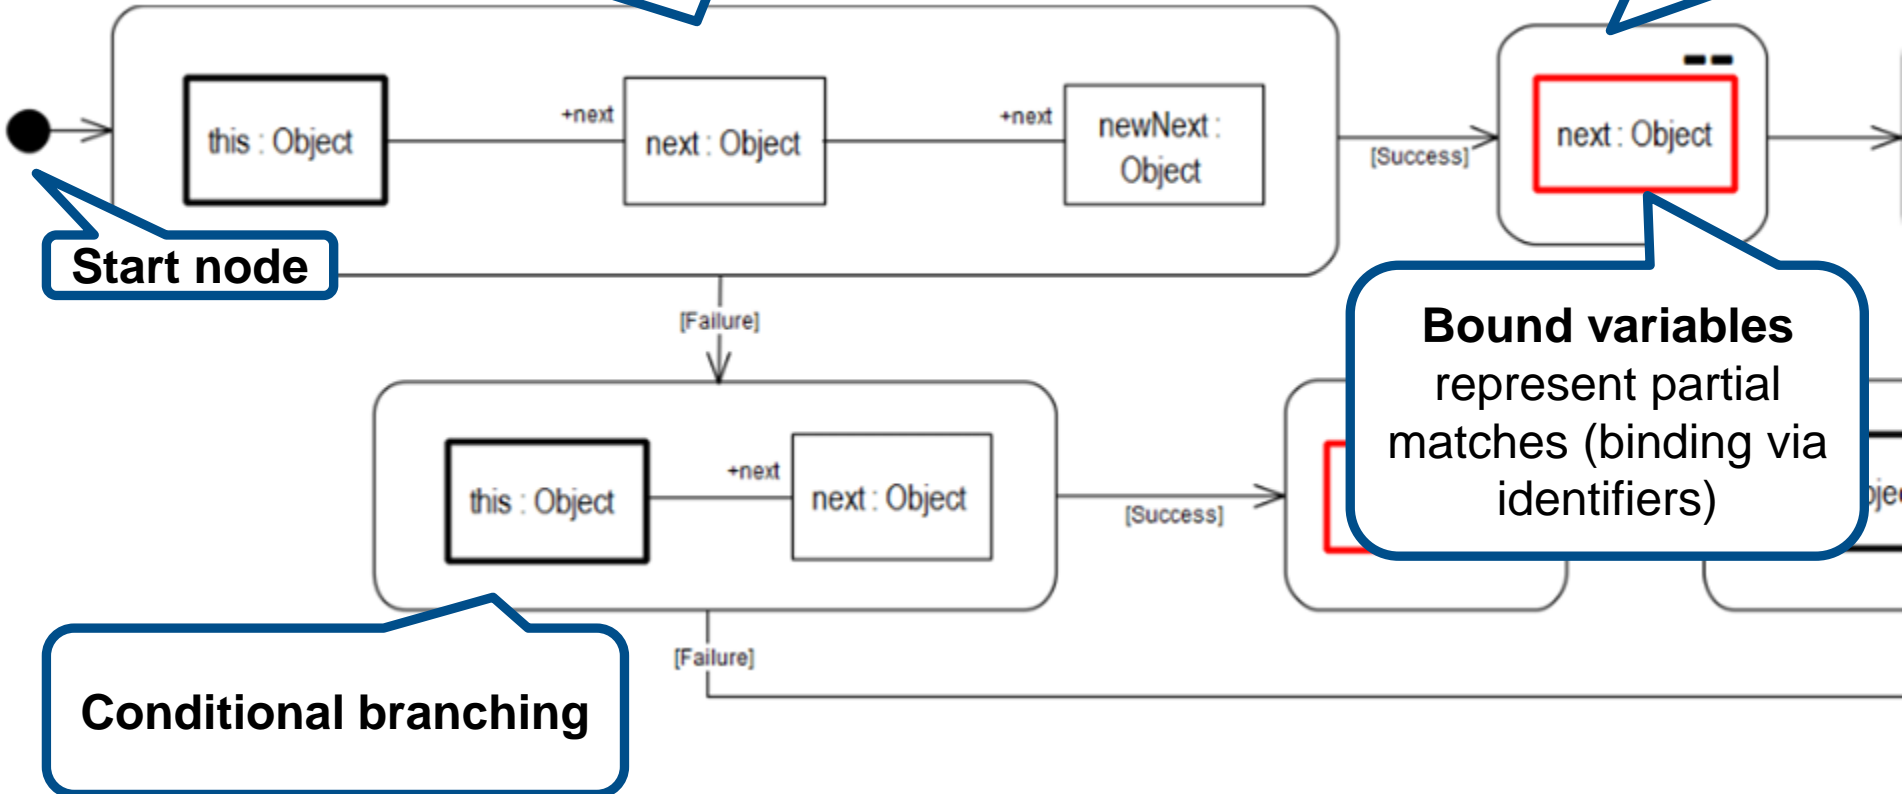 this : Object
+next
next : Object
+next
newNext :
Object
[Success]
--
next : Object
Start node
[Failure]
Bound variables
represent partial
matches (binding via
identifiers)
this : Object
+next
next : Object
[Success]
[Failure]
Conditional branching